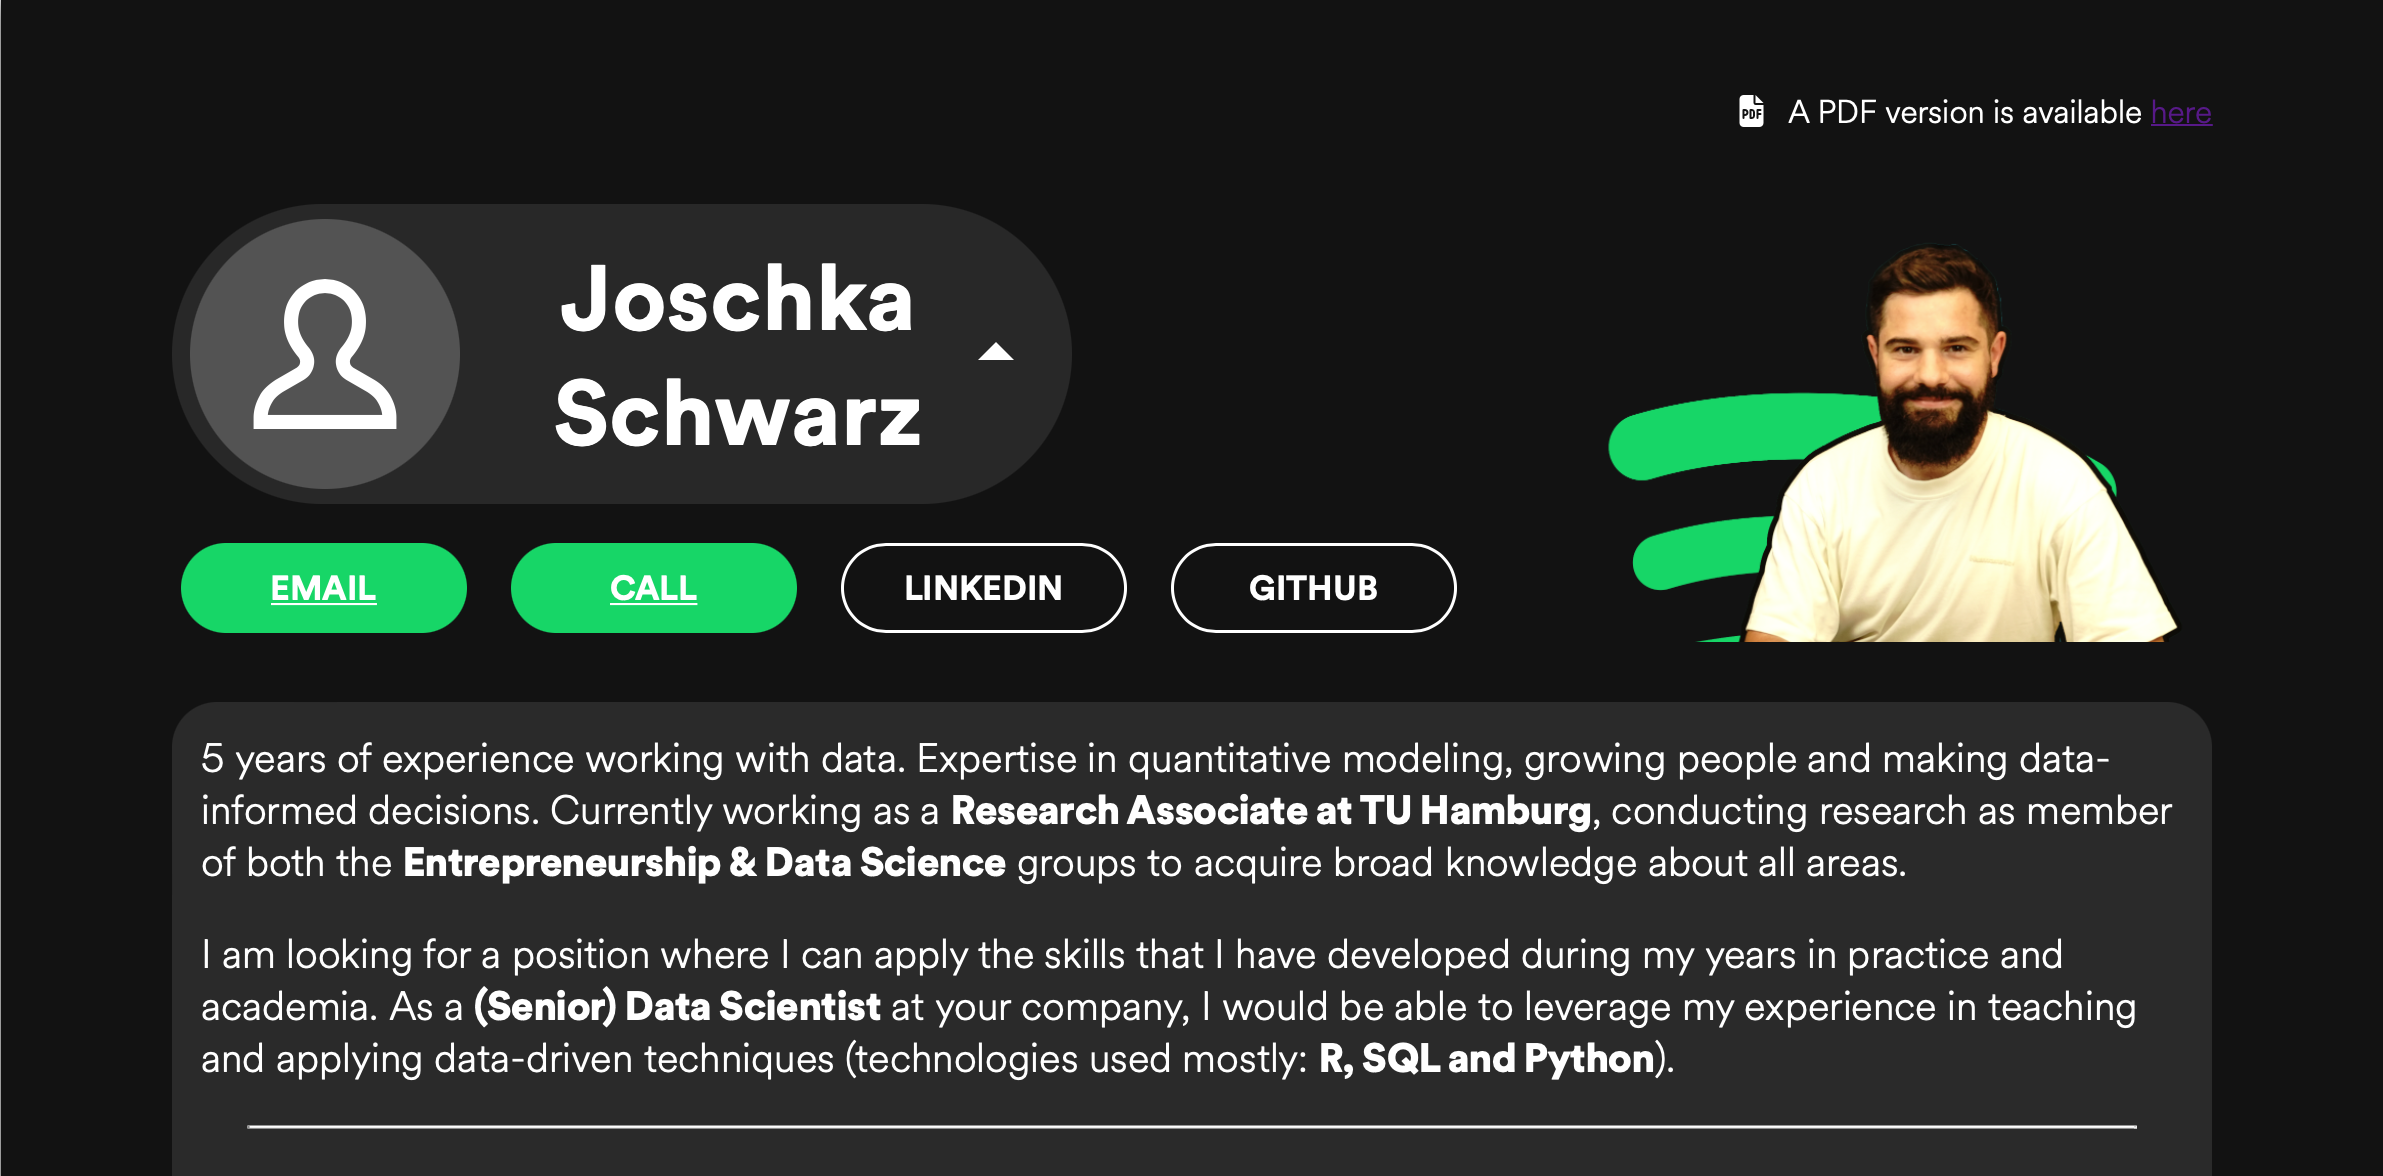 PDF A PDF version is available here
Joschka
Schwarz
EMAIL CALL LINKEDIN GITHUB
5 years of experience working with data. Expertise in quantitative modeling, growing people and making data-
informed decisions. Currently working as a Research Associate at TU Hamburg, conducting research as member
of both the Entrepreneurship & Data Science groups to acquire broad knowledge about all areas.
I am looking for a position where I can apply the skills that I have developed during my years in practice and
academia. As a (Senior) Data Scientist at your company, I would be able to leverage my experience in teaching
and applying data-driven techniques (technologies used mostly: R, SQL and Python).